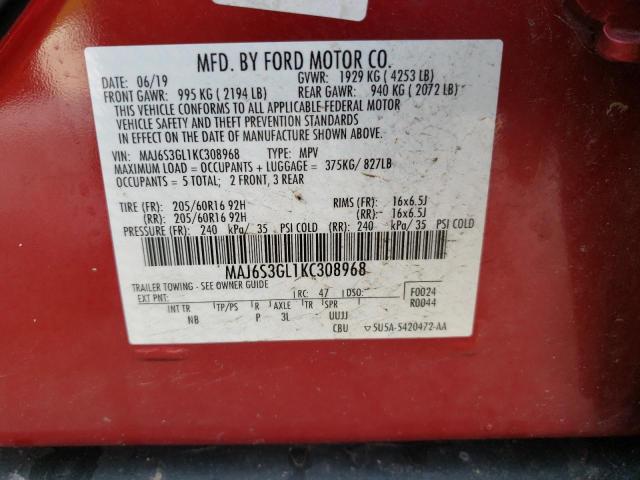 MFD. BY FORD MOTOR CO.
DATE: 06/19 GVWR: 1929 KG ( 4253 LB)
FRONT GAWR: 995 KG ( 2194 LB) REAR GAWR: 940 KG ( 2072 LB)
THIS VEHICLE CONFORMS TO ALL APPLICABLE FEDERAL MOTOR
VEHICLE SAFETY AND THEFT PREVENTION STANDARDS
IN EFFECT ON THE DATE OF MANUFACTURE SHOWN ABOVE.
VIN: MAJ6S3GL1KC308968 TYPE: MPV
MAXIMUM LOAD = OCCUPANTS + LUGGAGE = 375KG/ 827LB
OCCUPANTS = 5 TOTAL; 2 FRONT, 3 REAR
TIRE (FR): 205/60R16 92H RIMS (FR): 16x6.5J
(RR): 205/60R16 92H (RR): 16x6.5J
PRESSURE (FR): 240 kPa/ 35 PSI COLD (RR): 240 kPa/ 35 PSI COLD
MAJ6S3GL1KC308968
TRAILER TOWING - SEE OWNER GUIDE
EXT PNT: RC: 47 DSO: F0024
R0044
INT TR TP/PS R AXLE TR SPR
NB P 3L UUJJ
CBU ▽5U5A-5420472-AA